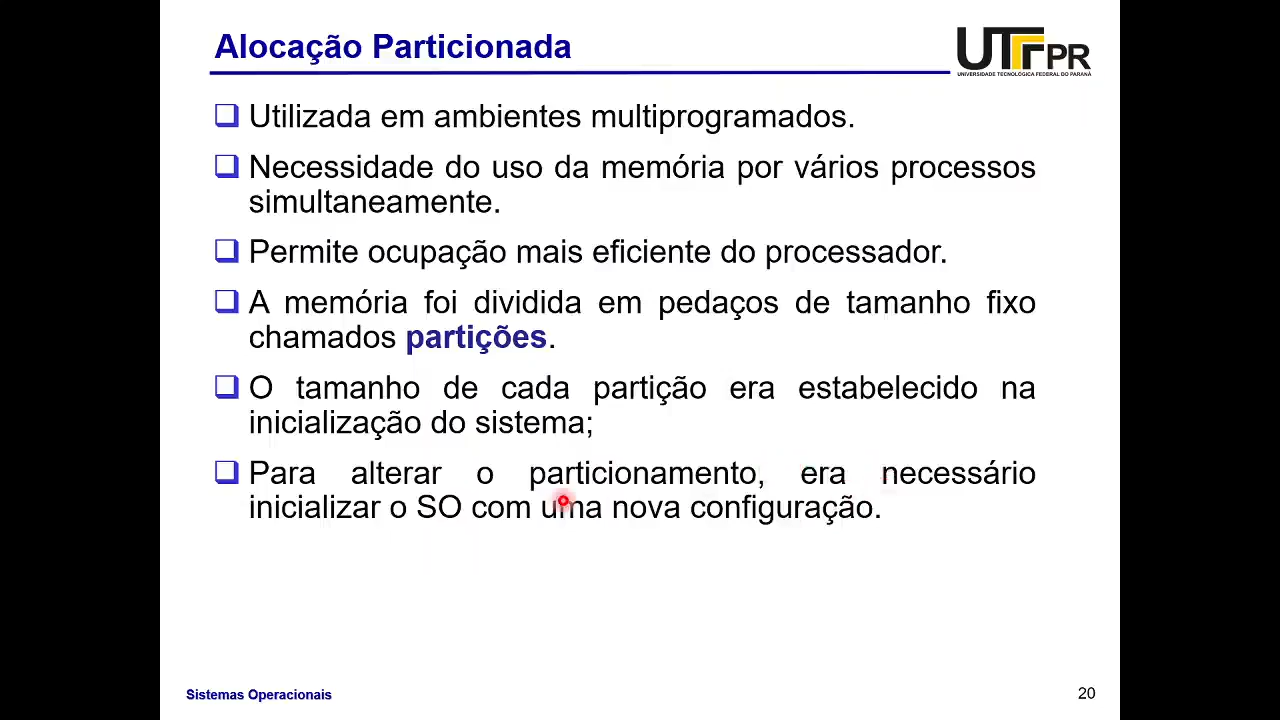 Alocação Particionada
UTFPR
UNIVERSIDADE TECNOLÓGICA FEDERAL DO PARANÁ
Utilizada em ambientes multiprogramados.
Necessidade do uso da memória por vários processos
simultaneamente.
Permite ocupação mais eficiente do processador.
A memória foi dividida em pedaços de tamanho fixo
chamados partições.
O tamanho de cada partição era estabelecido na
inicialização do sistema;
Para alterar o particionamento, era necessário
inicializar o SO com uma nova configuração.
Sistemas Operacionais
20